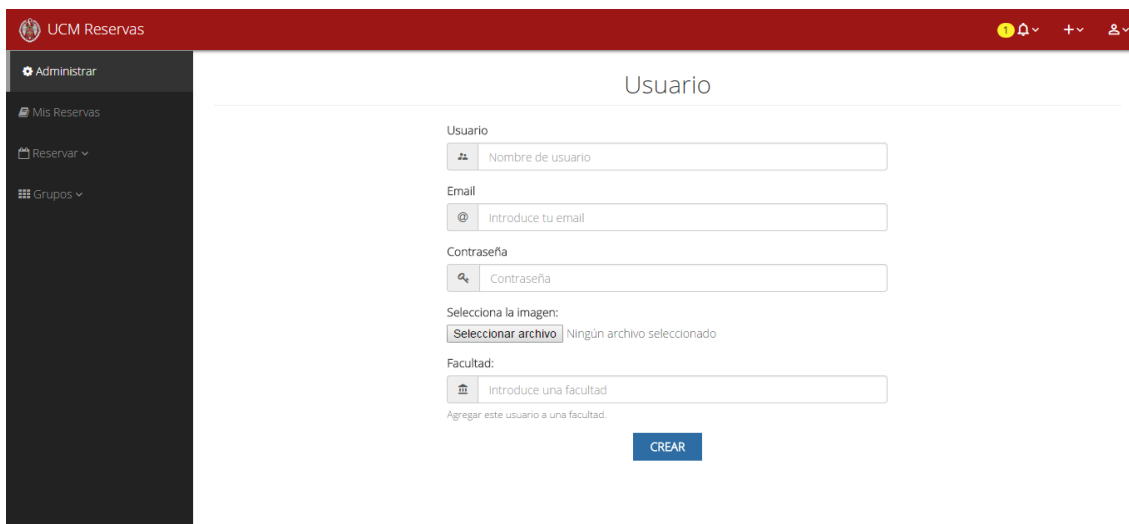 UCM Reservas
1
Administrar
Mis Reservas
Reservar
Grupos
Usuario
Usuario
Nombre de usuario
Email
@ Introduce tu email
Contraseña
Contraseña
Selecciona la imagen:
Seleccionar archivo Ningún archivo seleccionado
Facultad:
Introduce una facultad
Agregar este usuario a una facultad.
CREAR